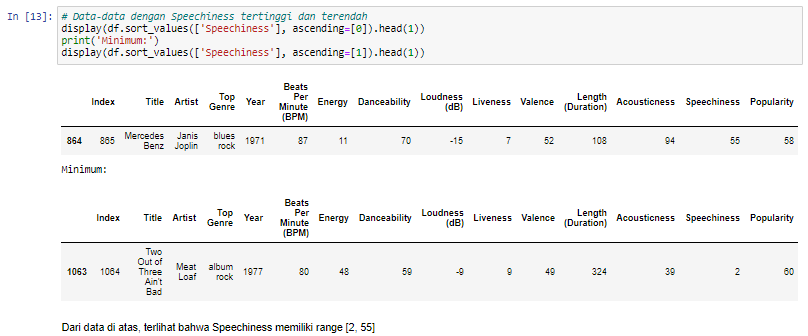 In [13]: # Data-data dengan Speechiness tertinggi dan terendah
display(df.sort_values(['Speechiness'], ascending=[0]).head(1))
print('Minimum:')
display(df.sort_values(['Speechiness'], ascending=[1]).head(1))
Index Title Artist Top Genre Year Beats Per Minute (BPM) Energy Danceability Loudness (dB) Liveness Valence Length (Duration) Acousticness Speechiness Popularity
864 865 Mercedes Benz Janis Joplin blues rock 1971 87 11 70 -15 7 52 108 94 55 58
Minimum:
Index Title Artist Top Genre Year Beats Per Minute (BPM) Energy Danceability Loudness (dB) Liveness Valence Length (Duration) Acousticness Speechiness Popularity
1063 1064 Two Out of Three Ain't Bad Meat Loaf album rock 1977 80 48 59 -9 9 49 324 39 2 60
Dari data di atas, terlihat bahwa Speechiness memiliki range [2, 55]